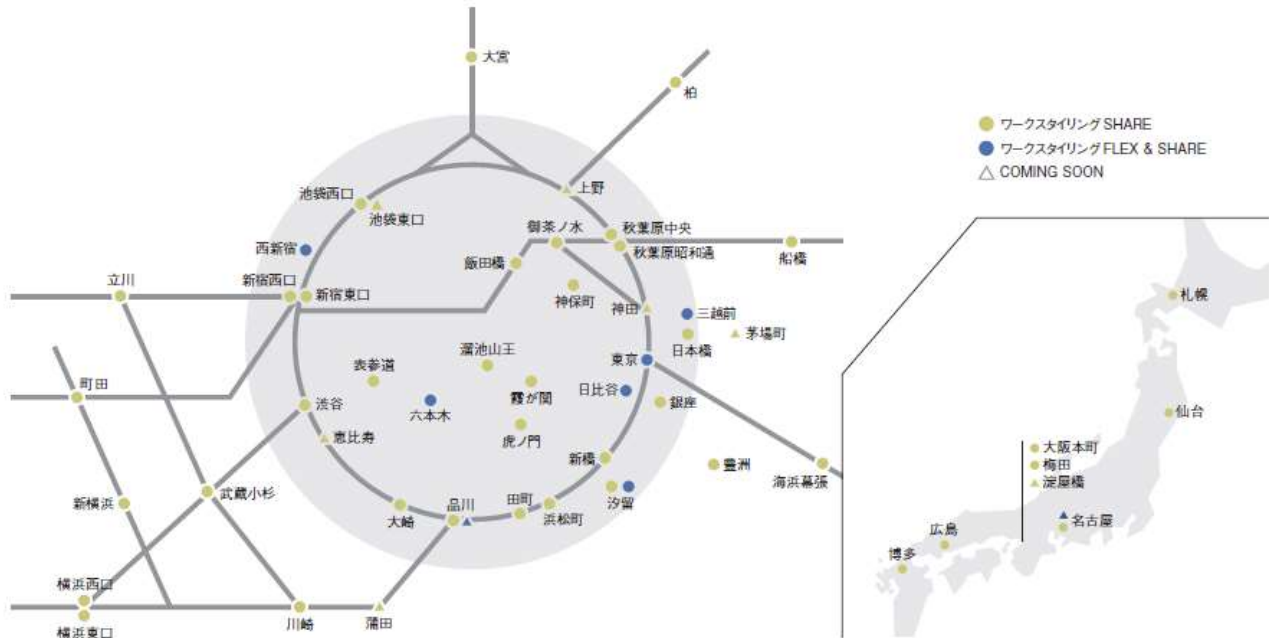 大宮
柏
ワークスタイリング SHARE
ワークスタイリング FLEX & SHARE
COMING SOON
池袋西口
池袋東口
上野
御茶ノ水
秋葉原中央
秋葉原昭和通
船橋
西新宿
飯田橋
立川
新宿西口
新宿東口
神保町
神田
三越前
日本橋
茅場町
札幌
溜池山王
東京
表参道
霞が関
日比谷
銀座
町田
渋谷
六本木
虎ノ門
仙台
恵比寿
新橋
豊洲
海浜幕張
大阪本町
梅田
淀屋橋
武蔵小杉
新横浜
大崎
品川
田町
浜松町
汐留
名古屋
広島
博多
横浜西口
横浜東口
川崎
蒲田